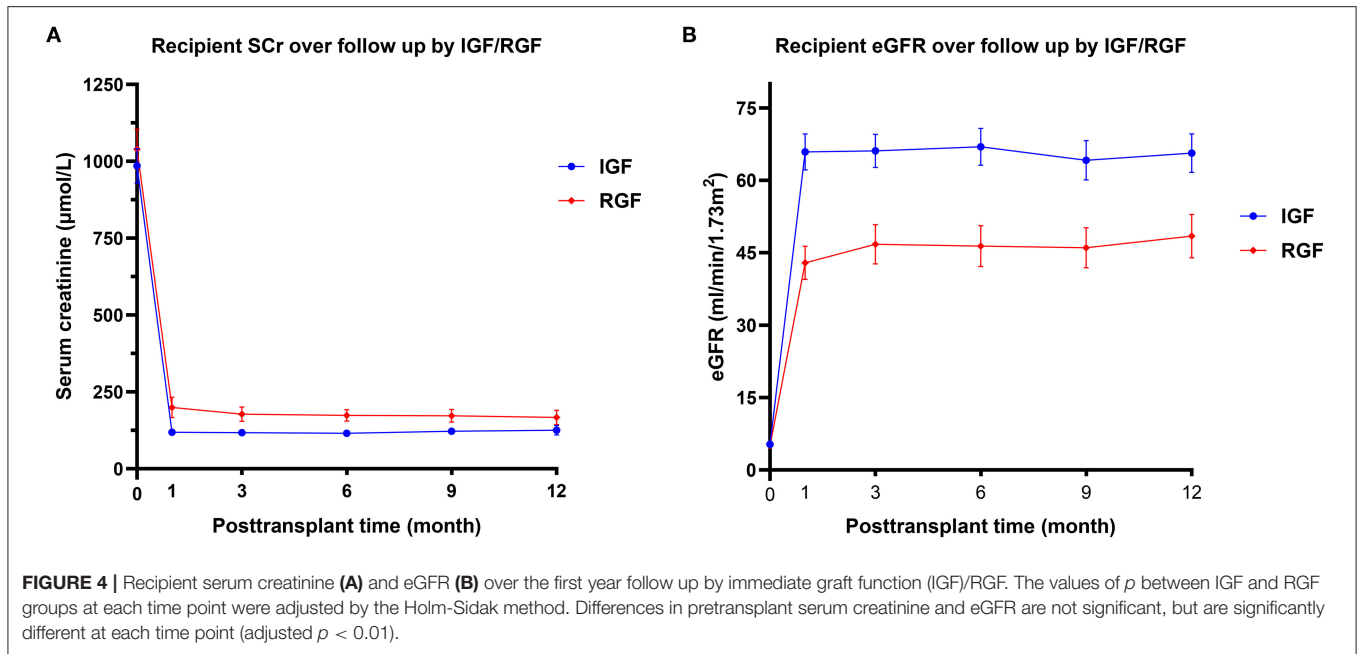 A
Recipient SCr over follow up by IGF/RGF
1250
1000
750
500
250
0
Serum creatinine (µmol/L)
0 1 3 6 9 12
Posttransplant time (month)
IGF
RGF
B
Recipient eGFR over follow up by IGF/RGF
75
60
45
30
15
0
eGFR (ml/min/1.73m²)
0 1 3 6 9 12
Posttransplant time (month)
IGF
RGF
FIGURE 4 | Recipient serum creatinine (A) and eGFR (B) over the first year follow up by immediate graft function (IGF)/RGF. The values of p between IGF and RGF
groups at each time point were adjusted by the Holm-Sidak method. Differences in pretransplant serum creatinine and eGFR are not significant, but are significantly
different at each time point (adjusted p < 0.01).